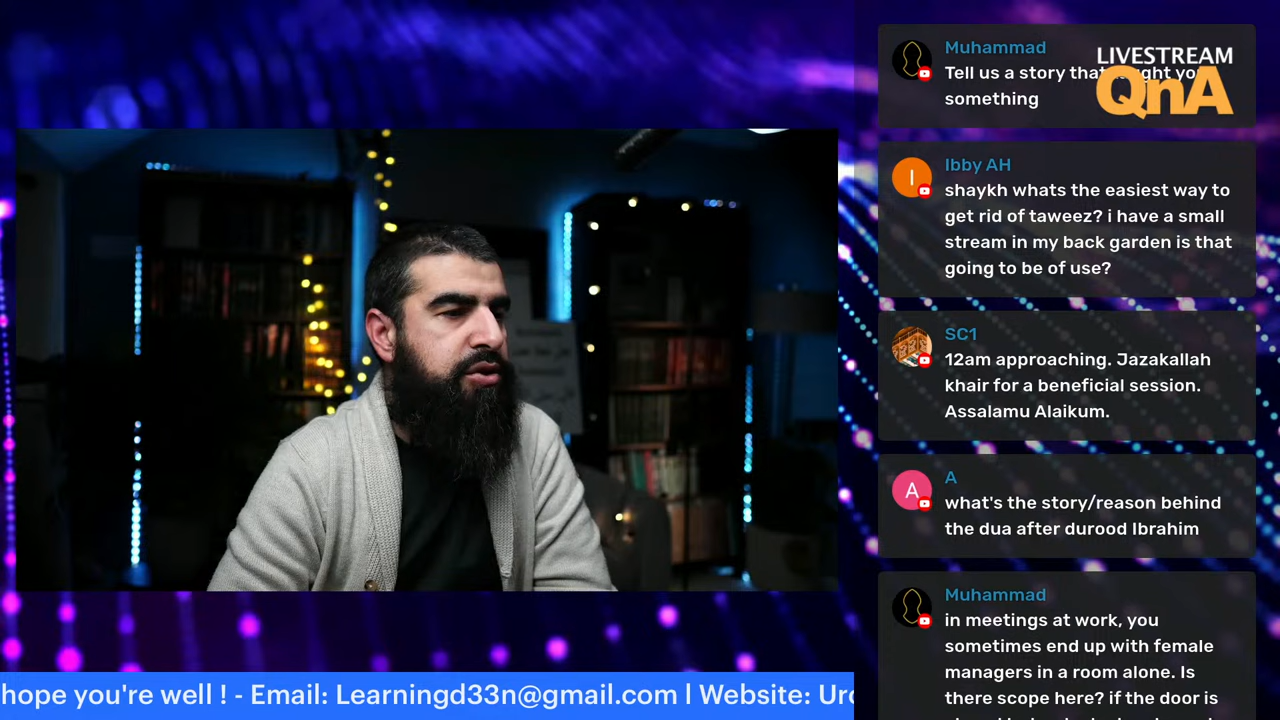 Muhammad
Tell us a story that
something
LIVESTREAM
QnA
I
Ibby AH
shaykh whats the easiest way to
get rid of taweez? i have a small
stream in my back garden is that
going to be of use?
SC1
12am approaching. Jazakallah
khair for a beneficial session.
Assalamu Alaikum.
A
A
what's the story/reason behind
the dua after durood Ibrahim
Muhammad
in meetings at work, you
sometimes end up with female
managers in a room alone. Is
there scope here? if the door is
hope you're well ! - Email: Learningd33n@gmail.com l Website: